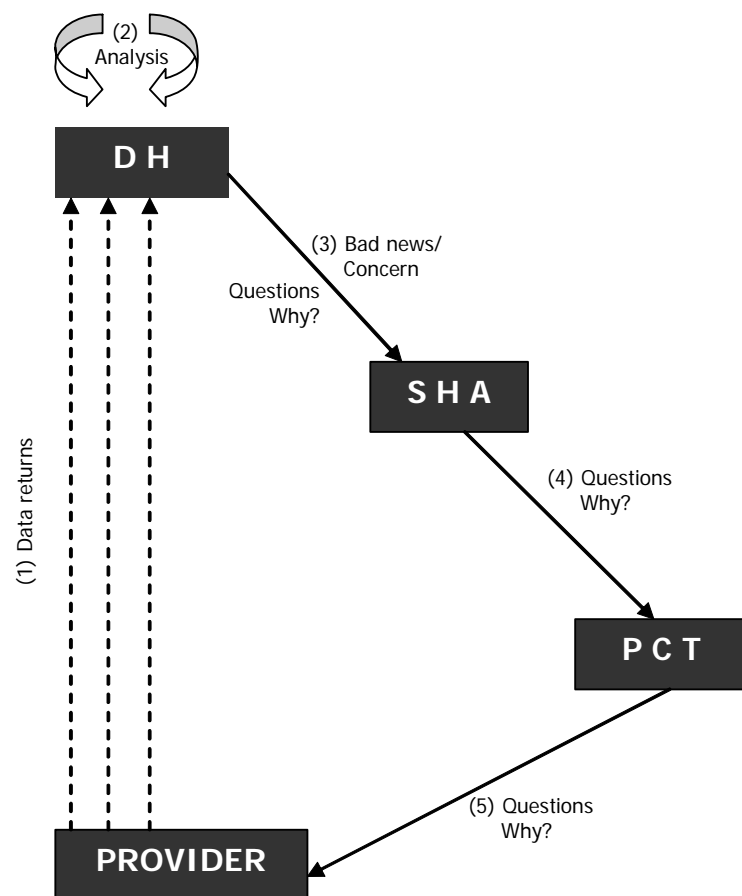 (2)
Analysis
D H
(3) Bad news/
Concern
Questions
Why?
S H A
(4) Questions
Why?
(1) Data returns
P C T
(5) Questions
Why?
PROVIDER